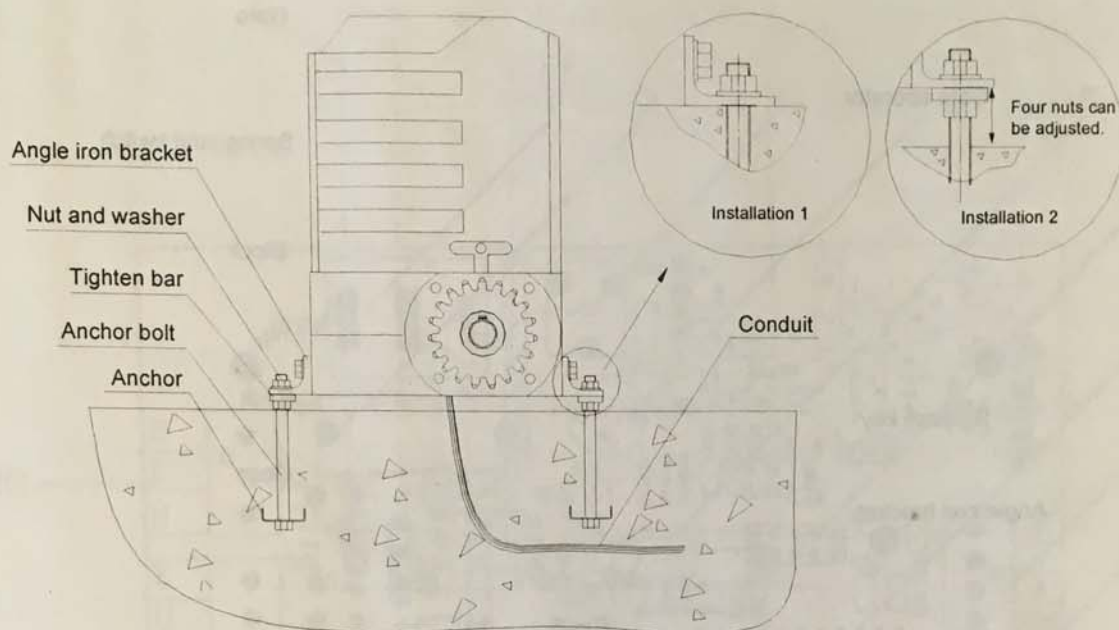 Angle iron bracket
Nut and washer
Tighten bar
Anchor bolt
Anchor
Installation 1
Four nuts can
be adjusted.
Installation 2
Conduit